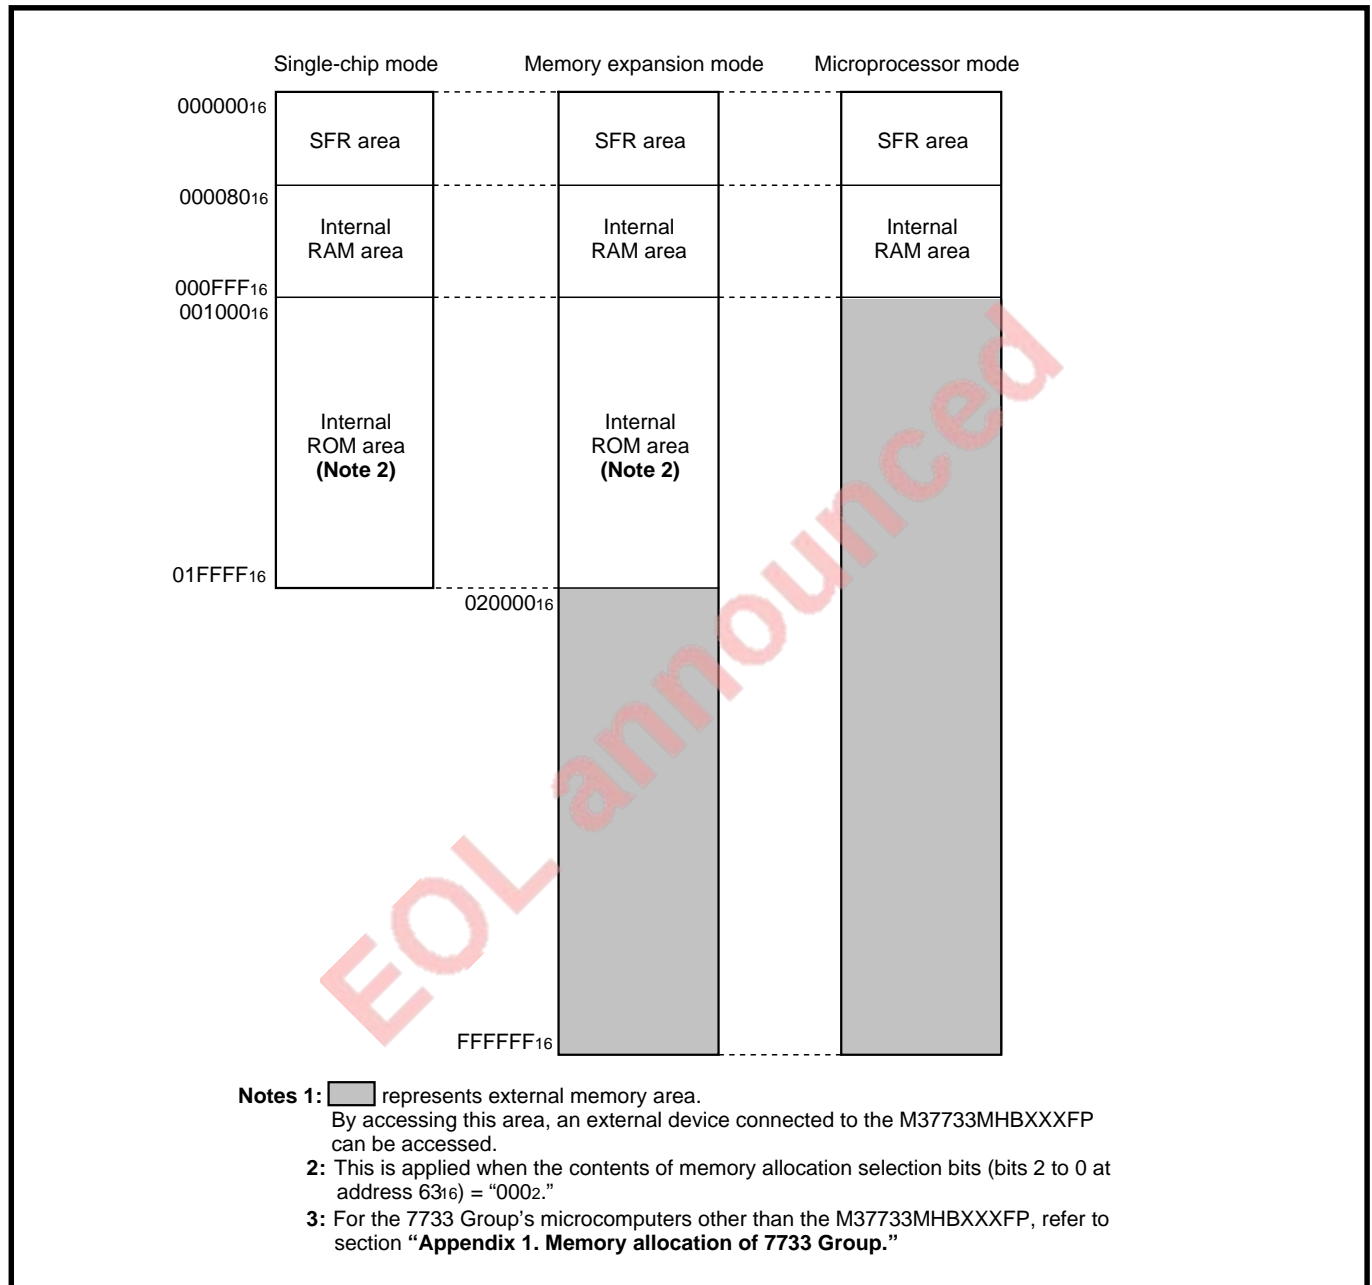 Single-chip mode Memory expansion mode Microprocessor mode
000000₁₆
SFR area SFR area SFR area
000080₁₆
Internal RAM area Internal RAM area Internal RAM area
000FFF₁₆
001000₁₆
Internal ROM area (Note 2) Internal ROM area (Note 2)
01FFFF₁₆
020000₁₆
FFFFFF₁₆
EOL announced
Notes 1: represents external memory area.
By accessing this area, an external device connected to the M37733MHBXXXFP
can be accessed.
2: This is applied when the contents of memory allocation selection bits (bits 2 to 0 at
address 63₁₆) = “000₂.”
3: For the 7733 Group’s microcomputers other than the M37733MHBXXXFP, refer to
section “Appendix 1. Memory allocation of 7733 Group.”